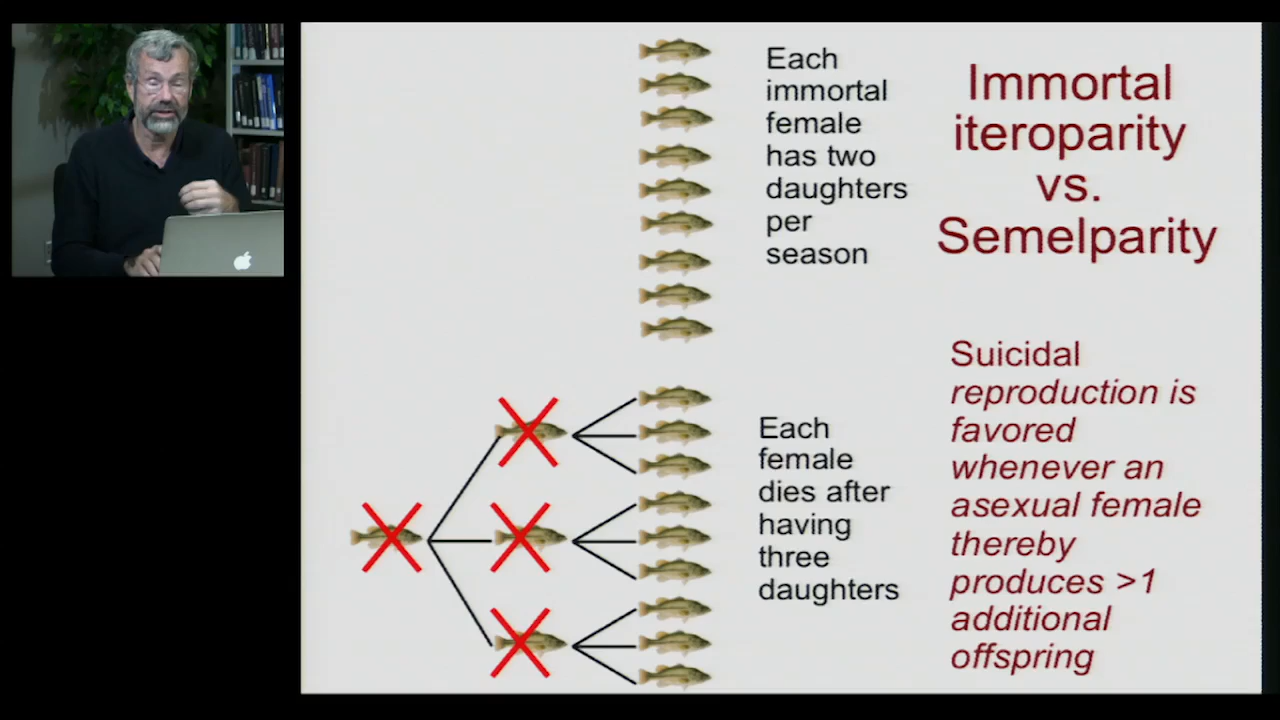 Each
immortal
female
has two
daughters
per
season
Immortal
iteroparity
vs.
Semelparity
Each
female
dies after
having
three
daughters
Suicidal
reproduction is
favored
whenever an
asexual female
thereby
produces >1
additional
offspring